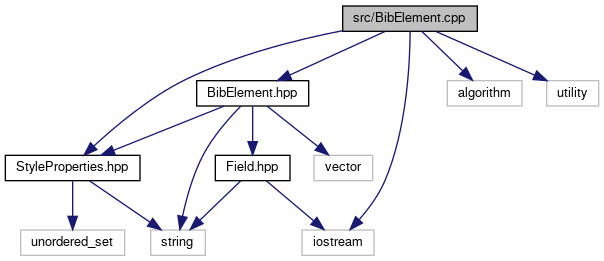 src/BibElement.cpp
BibElement.hpp
algorithm
utility
StyleProperties.hpp
Field.hpp
vector
unordered_set
string
iostream